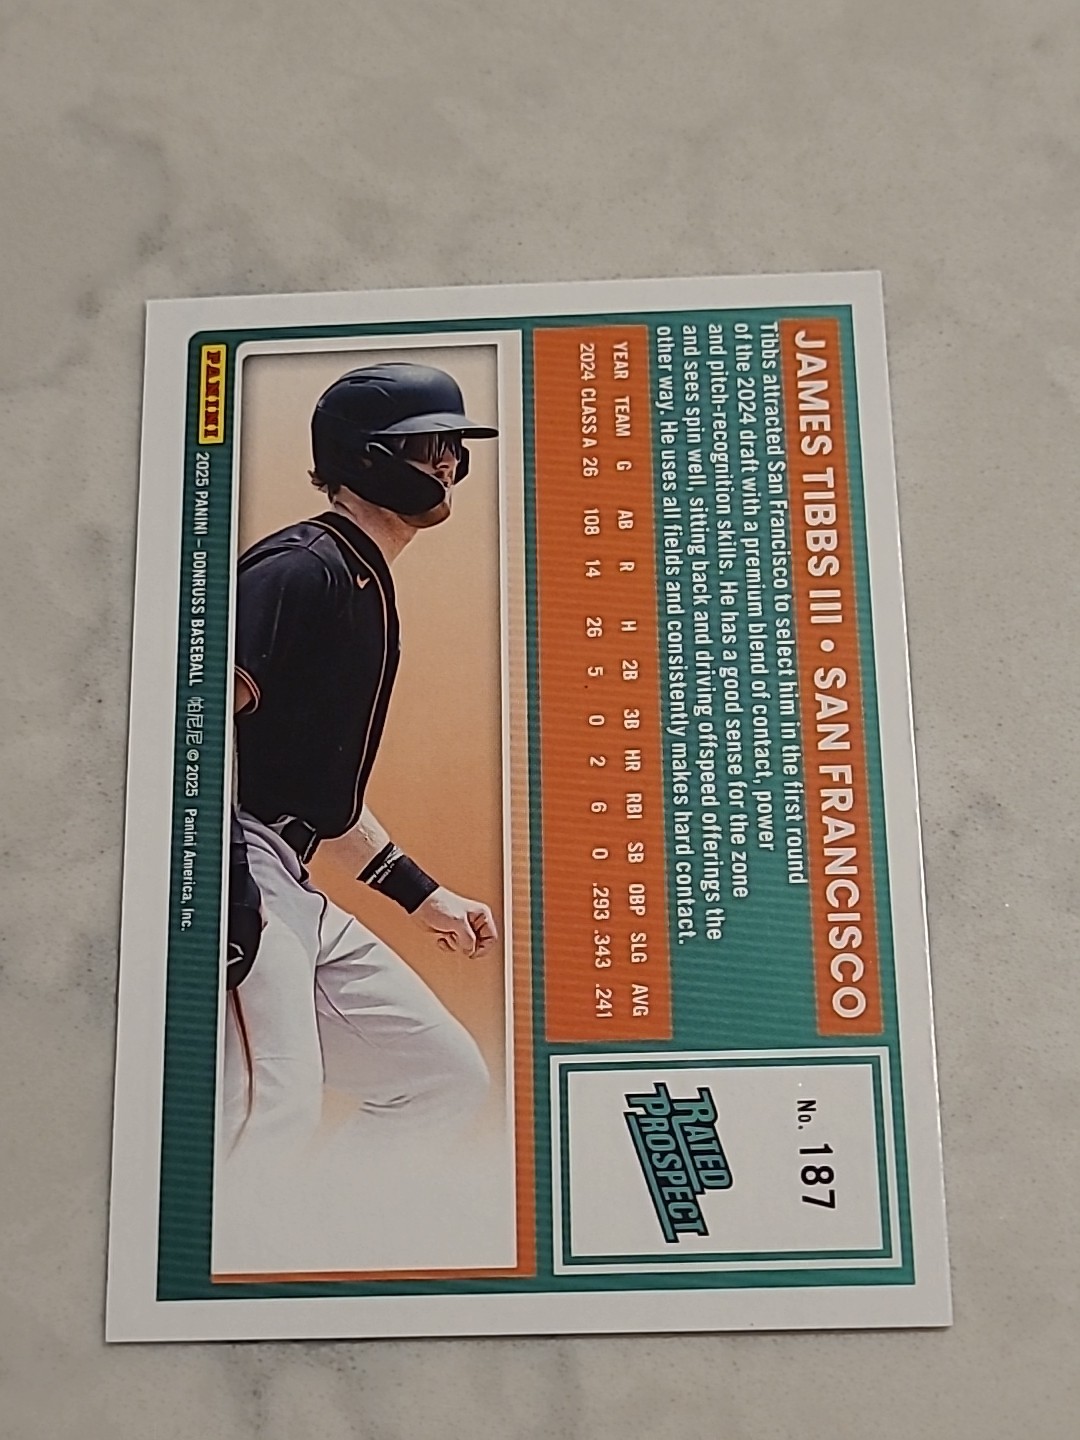 JAMES TIBBS III • SAN FRANCISCO
Tibbs attracted San Francisco to select him in the first round
of the 2024 draft with a premium blend of contact, power
and pitch-recognition skills. He has a good sense for the zone
and sees spin well, sitting back and driving offspeed offerings the
other way. He uses all fields and consistently makes hard contact.
YEAR TEAM G AB R H 2B 3B HR RBI SB OBP SLG AVG
2024 CLASS A 26 108 14 26 5 0 2 6 0 .293 .343 .241
No. 187
RATED
PROSPECT
PANINI
2025 PANINI – DONRUSS BASEBALL 帕尼尼 © 2025 Panini America, Inc.